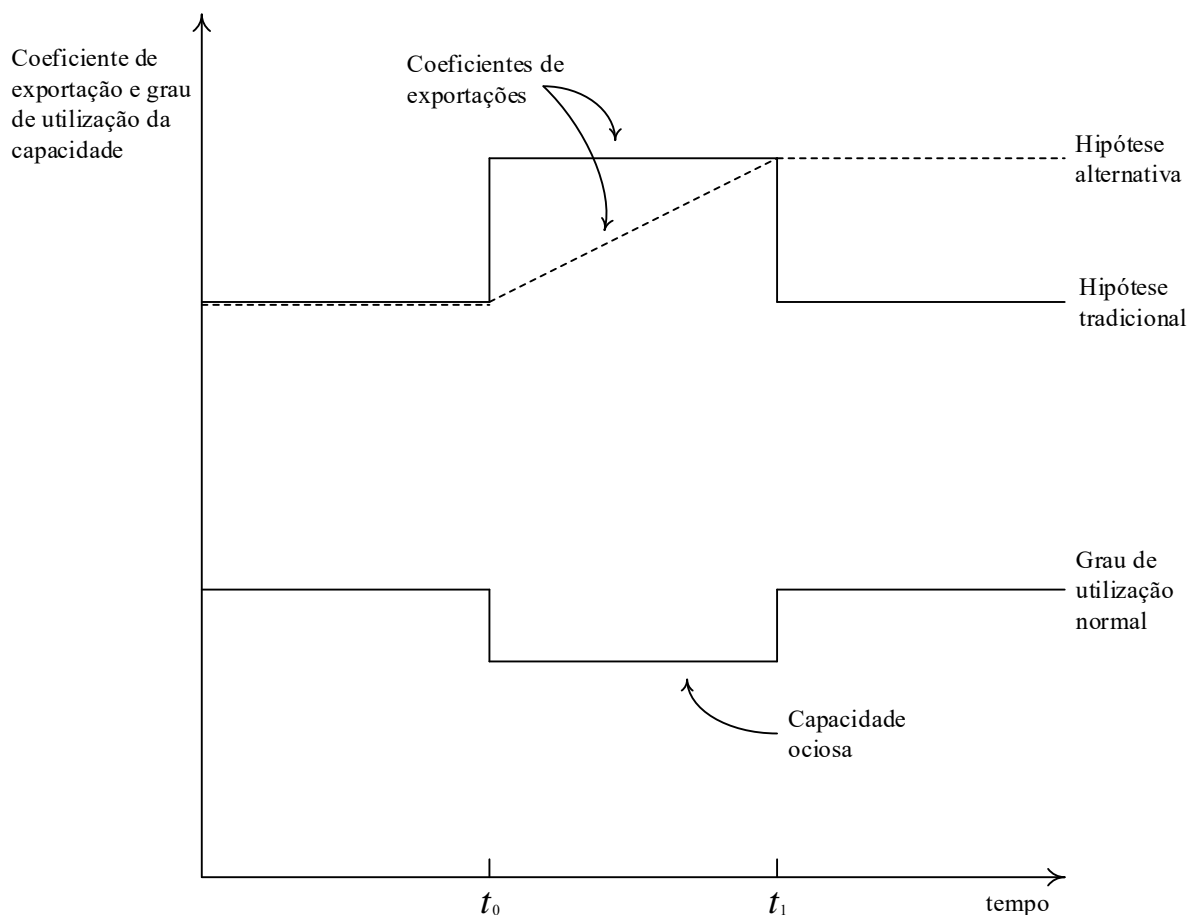 Coeficiente de
exportação e grau
de utilização da
capacidade
Coeficientes de
exportações
Hipótese
alternativa
Hipótese
tradicional
Grau de
utilização
normal
Capacidade
ociosa
t₀
t₁
tempo